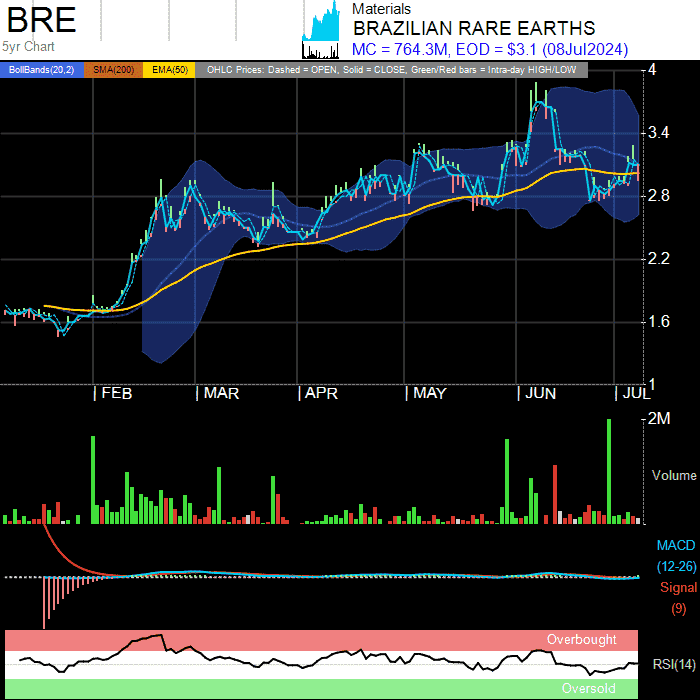 BRE
5yr Chart
Materials
BRAZILIAN RARE EARTHS
MC = 764.3M, EOD = $3.1 (08Jul2024)
BollBands(20,2) SMA(200) EMA(50) OHLC Prices: Dashed = OPEN, Solid = CLOSE, Green/Red bars = Intra-day HIGH/LOW
4
3.4
2.8
2.2
1.6
1
| FEB | MAR | APR | MAY | JUN | JUL
2M
Volume
MACD
(12-26)
Signal
(9)
Overbought
RSI(14)
Oversold